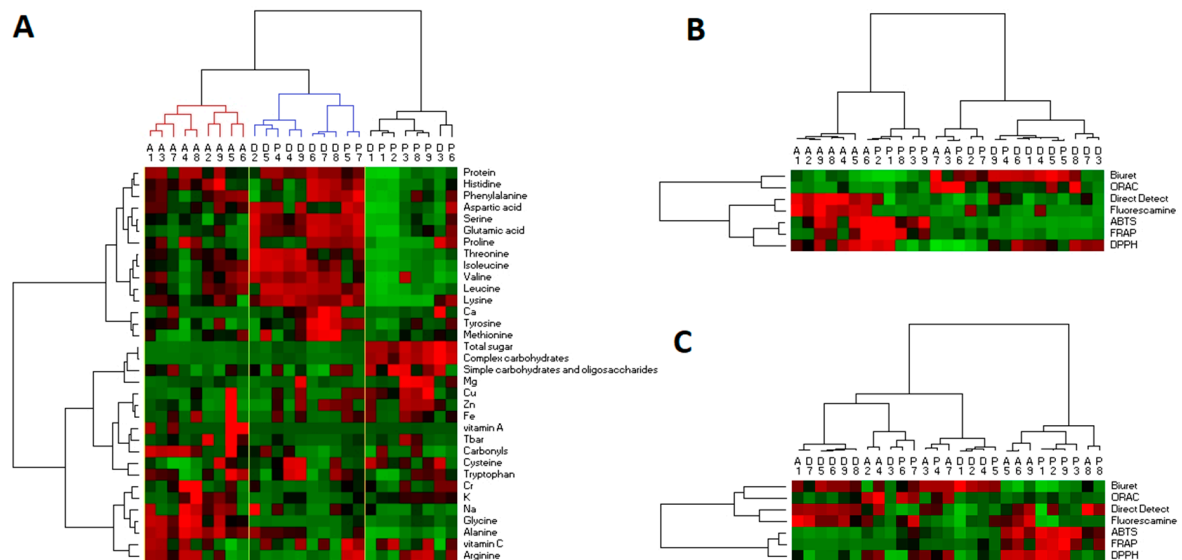 A
A A A A A A A A A D D P D D D D D P P D P P P P P D P
1 3 7 4 8 2 9 5 6 2 5 4 4 9 6 7 8 5 7 1 1 2 3 8 9 3 6
Protein
Histidine
Phenylalanine
Aspartic acid
Serine
Glutamic acid
Proline
Threonine
Isoleucine
Valine
Leucine
Lysine
Ca
Tyrosine
Methionine
Total sugar
Complex carbohydrates
Simple carbohydrates and oligosaccharides
Mg
Cu
Zn
Fe
vitamin A
Tbar
Carbonyls
Cysteine
Tryptophan
Cr
K
Na
Glycine
Alanine
vitamin C
Arginine
B
A A A A A A A P P P P P A A P D P D P D D D D P D D D
1 2 9 8 4 5 6 2 1 8 3 9 7 3 6 2 7 9 4 6 1 4 5 5 8 7 3
Biuret
ORAC
Direct Detect
Fluorescamine
ABTS
FRAP
DPPH
C
A D D D D D A A D P P A P A D D D P A A A P P P P A P
1 7 5 6 9 8 2 4 3 6 7 3 4 7 1 2 4 5 5 6 9 1 2 9 3 8 8
Biuret
ORAC
Direct Detect
Fluorescamine
ABTS
FRAP
DPPH